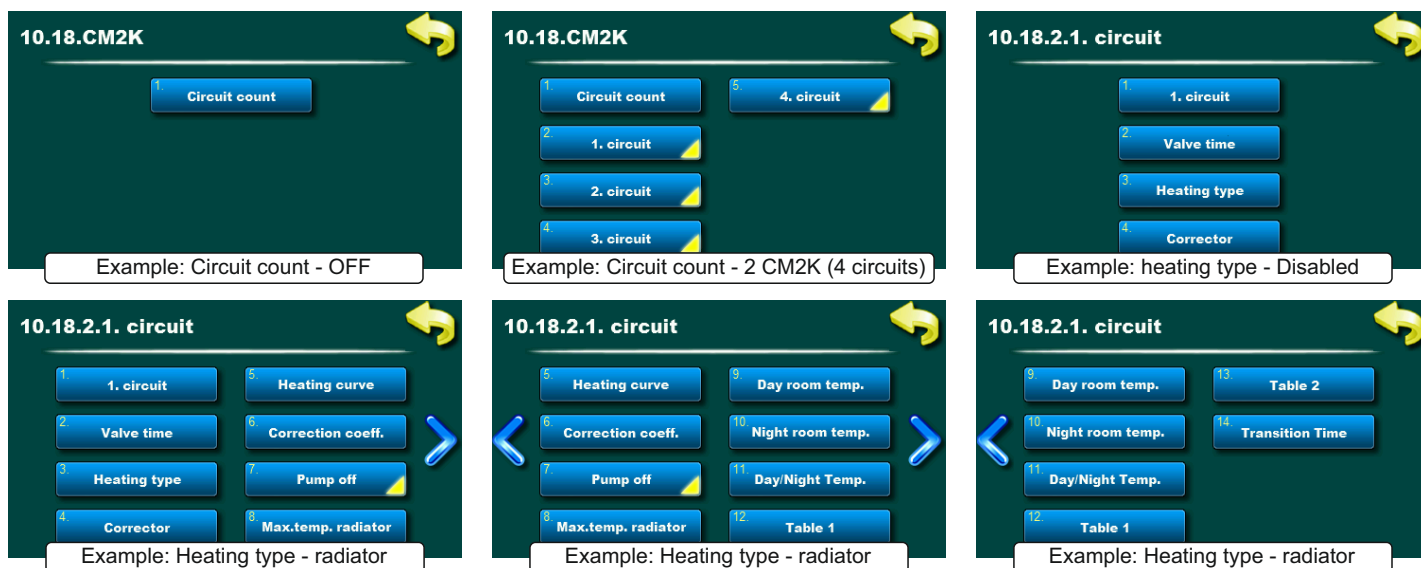 10.18.CM2K
1. Circuit count
Example: Circuit count - OFF
10.18.CM2K
1. Circuit count
2. 1. circuit
3. 2. circuit
4. 3. circuit
5. 4. circuit
Example: Circuit count - 2 CM2K (4 circuits)
10.18.2.1. circuit
1. 1. circuit
2. Valve time
3. Heating type
4. Corrector
Example: heating type - Disabled
10.18.2.1. circuit
1. 1. circuit
2. Valve time
3. Heating type
4. Corrector
5. Heating curve
6. Correction coeff.
7. Pump off
8. Max.temp. radiator
Example: Heating type - radiator
10.18.2.1. circuit
5. Heating curve
6. Correction coeff.
7. Pump off
8. Max.temp. radiator
9. Day room temp.
10. Night room temp.
11. Day/Night Temp.
12. Table 1
Example: Heating type - radiator
10.18.2.1. circuit
9. Day room temp.
10. Night room temp.
11. Day/Night Temp.
12. Table 1
13. Table 2
14. Transition Time
Example: Heating type - radiator